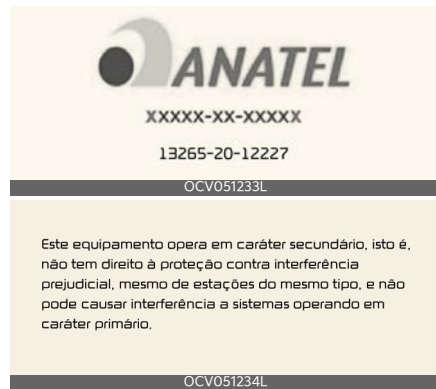 ANATEL
XXXXX-XX-XXXXX
13265-20-12227
OCV051233L
Este equipamento opera em caráter secundário, isto é,
não tem direito à proteção contra interferência
prejudicial, mesmo de estações do mesmo tipo, e não
pode causar interferência a sistemas operando em
caráter primário.
OCV051234L